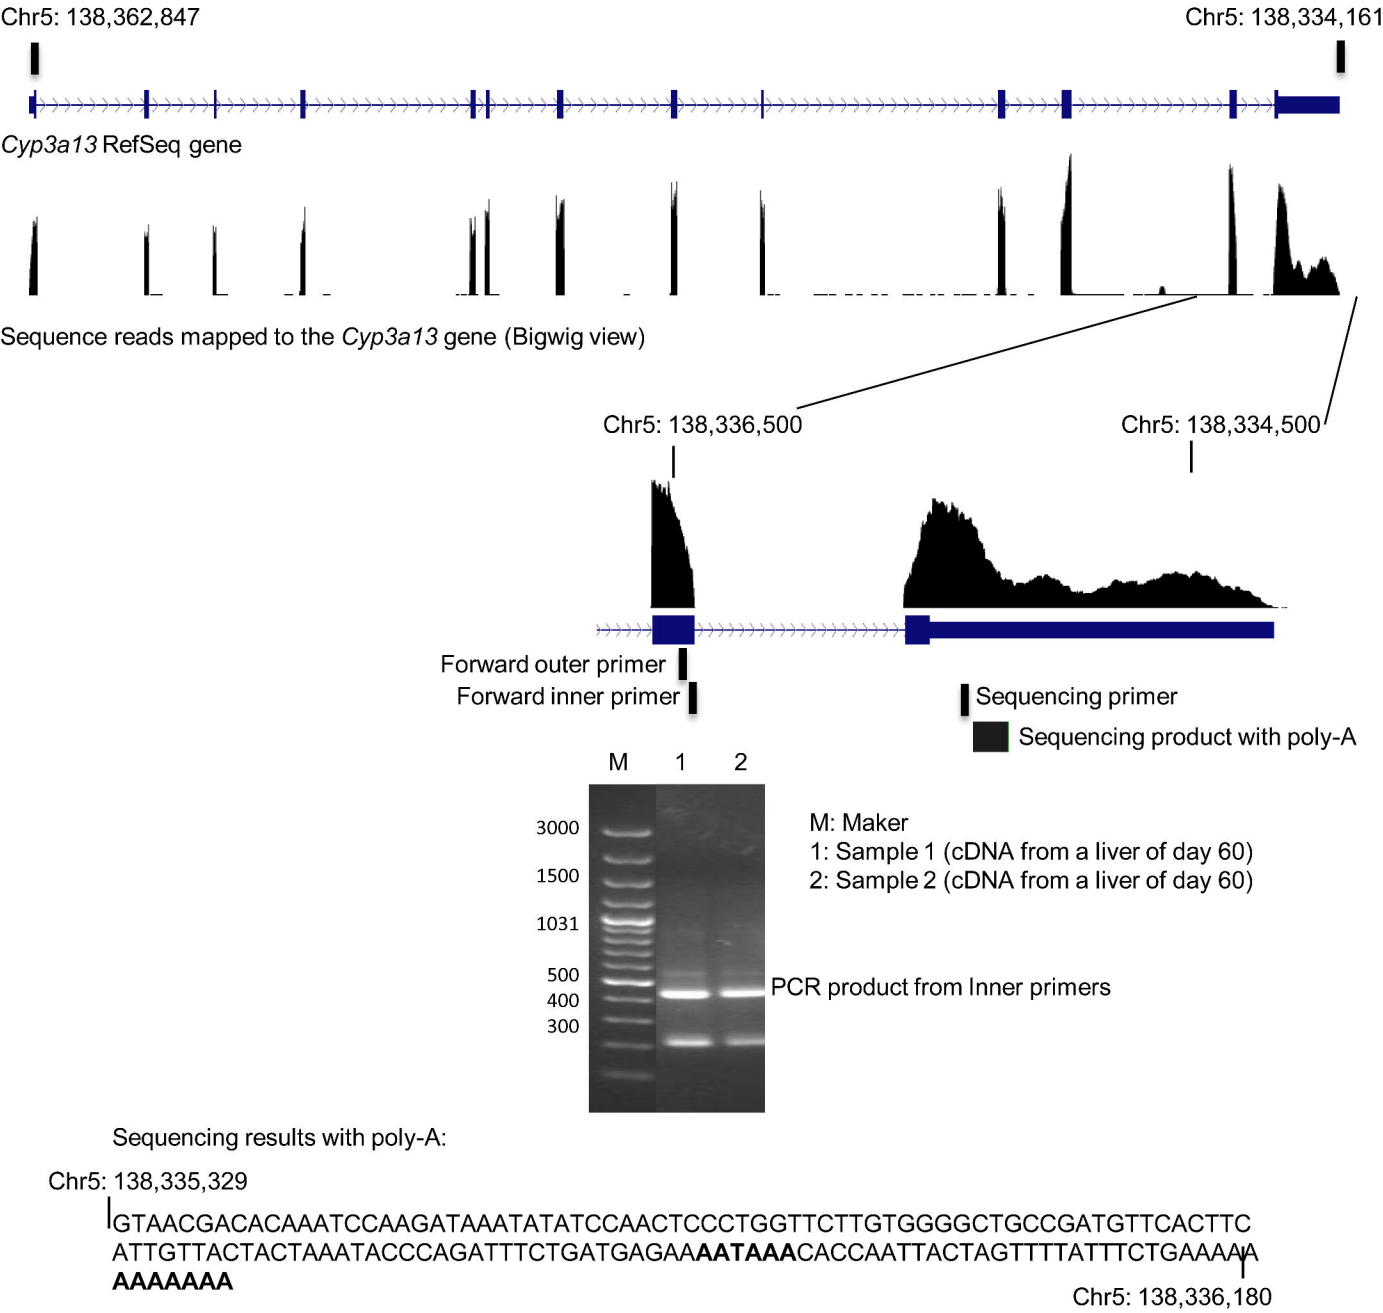 Chr5: 138,362,847
Chr5: 138,334,161
Cyp3a13 RefSeq gene
Sequence reads mapped to the Cyp3a13 gene (Bigwig view)
Chr5: 138,336,500
Chr5: 138,334,500
Forward outer primer
Forward inner primer
Sequencing primer
Sequencing product with poly-A
M 1 2
3000
1500
1031
500
400
300
M: Maker
1: Sample 1 (cDNA from a liver of day 60)
2: Sample 2 (cDNA from a liver of day 60)
PCR product from Inner primers
Sequencing results with poly-A:
Chr5: 138,335,329
GTAACGACACAAATCCAAGATAAATATATCCAACTCCCTGGTTCTTGTGGGGCTGCCGATGTTCACTTC
ATTGTTACTACTAAATACCCAGATTTCTGATGAGAAAATAAACACCAATTACTAGTTTTATTTCTGAAAAA
AAAAAAA
Chr5: 138,336,180